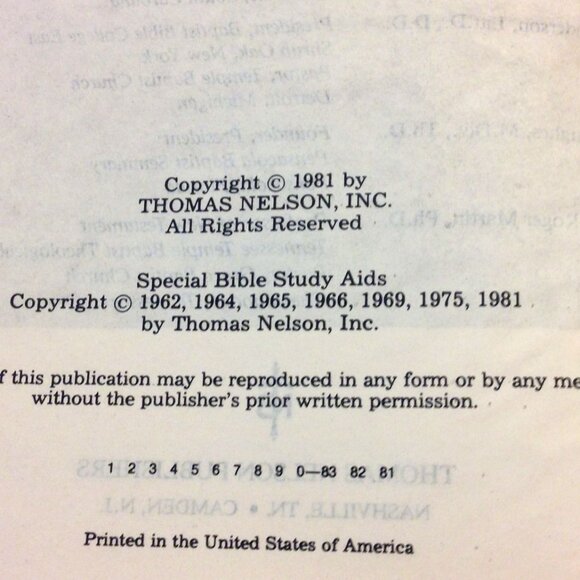 Copyright © 1981 by
THOMAS NELSON, INC.
All Rights Reserved
Special Bible Study Aids
Copyright © 1962, 1964, 1965, 1966, 1969, 1975, 1981
by Thomas Nelson, Inc.
f this publication may be reproduced in any form or by any me
without the publisher's prior written permission.
1 2 3 4 5 6 7 8 9 0—83 82 81
Printed in the United States of America